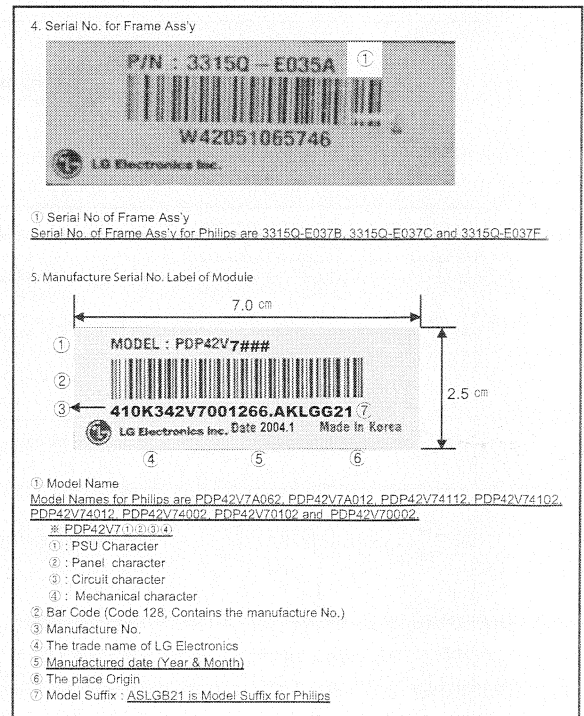 4. Serial No. for Frame Ass'y
P/N : 3315Q - E035A ①
W42051065746
LG Electronics Inc.
① Serial No of Frame Ass'y
Serial No. of Frame Ass'y for Philips are 3315Q-E037B, 3315Q-E037C and 3315Q-E037F .
5. Manufacture Serial No. Label of Module
7.0 cm
① MODEL : PDP42V7###
②
2.5 cm
③ 410K342V7001266.AKLGG21 ⑦
LG Electronics Inc. Date 2004.1 Made In Korea
④ ⑤ ⑥
① Model Name
Model Names for Philips are PDP42V7A062, PDP42V7A012, PDP42V74112, PDP42V74102,
PDP42V74012, PDP42V74002, PDP42V70102 and PDP42V70002.
※ PDP42V7①②③④
① : PSU Character
② : Panel character
③ : Circuit character
④ : Mechanical character
② Bar Code (Code 128, Contains the manufacture No.)
③ Manufacture No.
④ The trade name of LG Electronics
⑤ Manufactured date (Year & Month)
⑥ The place Origin
⑦ Model Suffix : ASLGB21 is Model Suffix for Philips